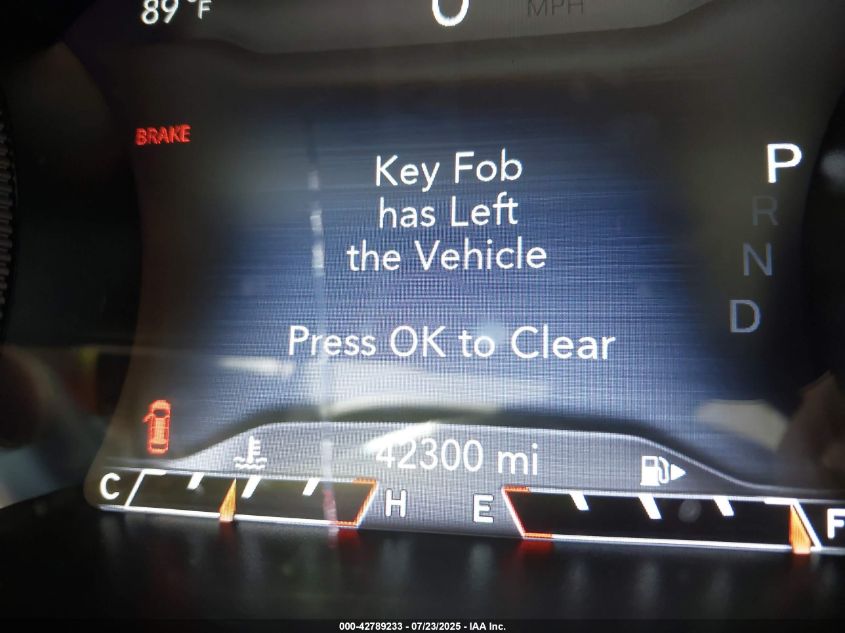 89°F
0
MPH
BRAKE
Key Fob
has Left
the Vehicle
Press OK to Clear
P
R
N
D
42300 mi
C
H
E
F
000-42789233 - 07/23/2025 - IAA Inc.